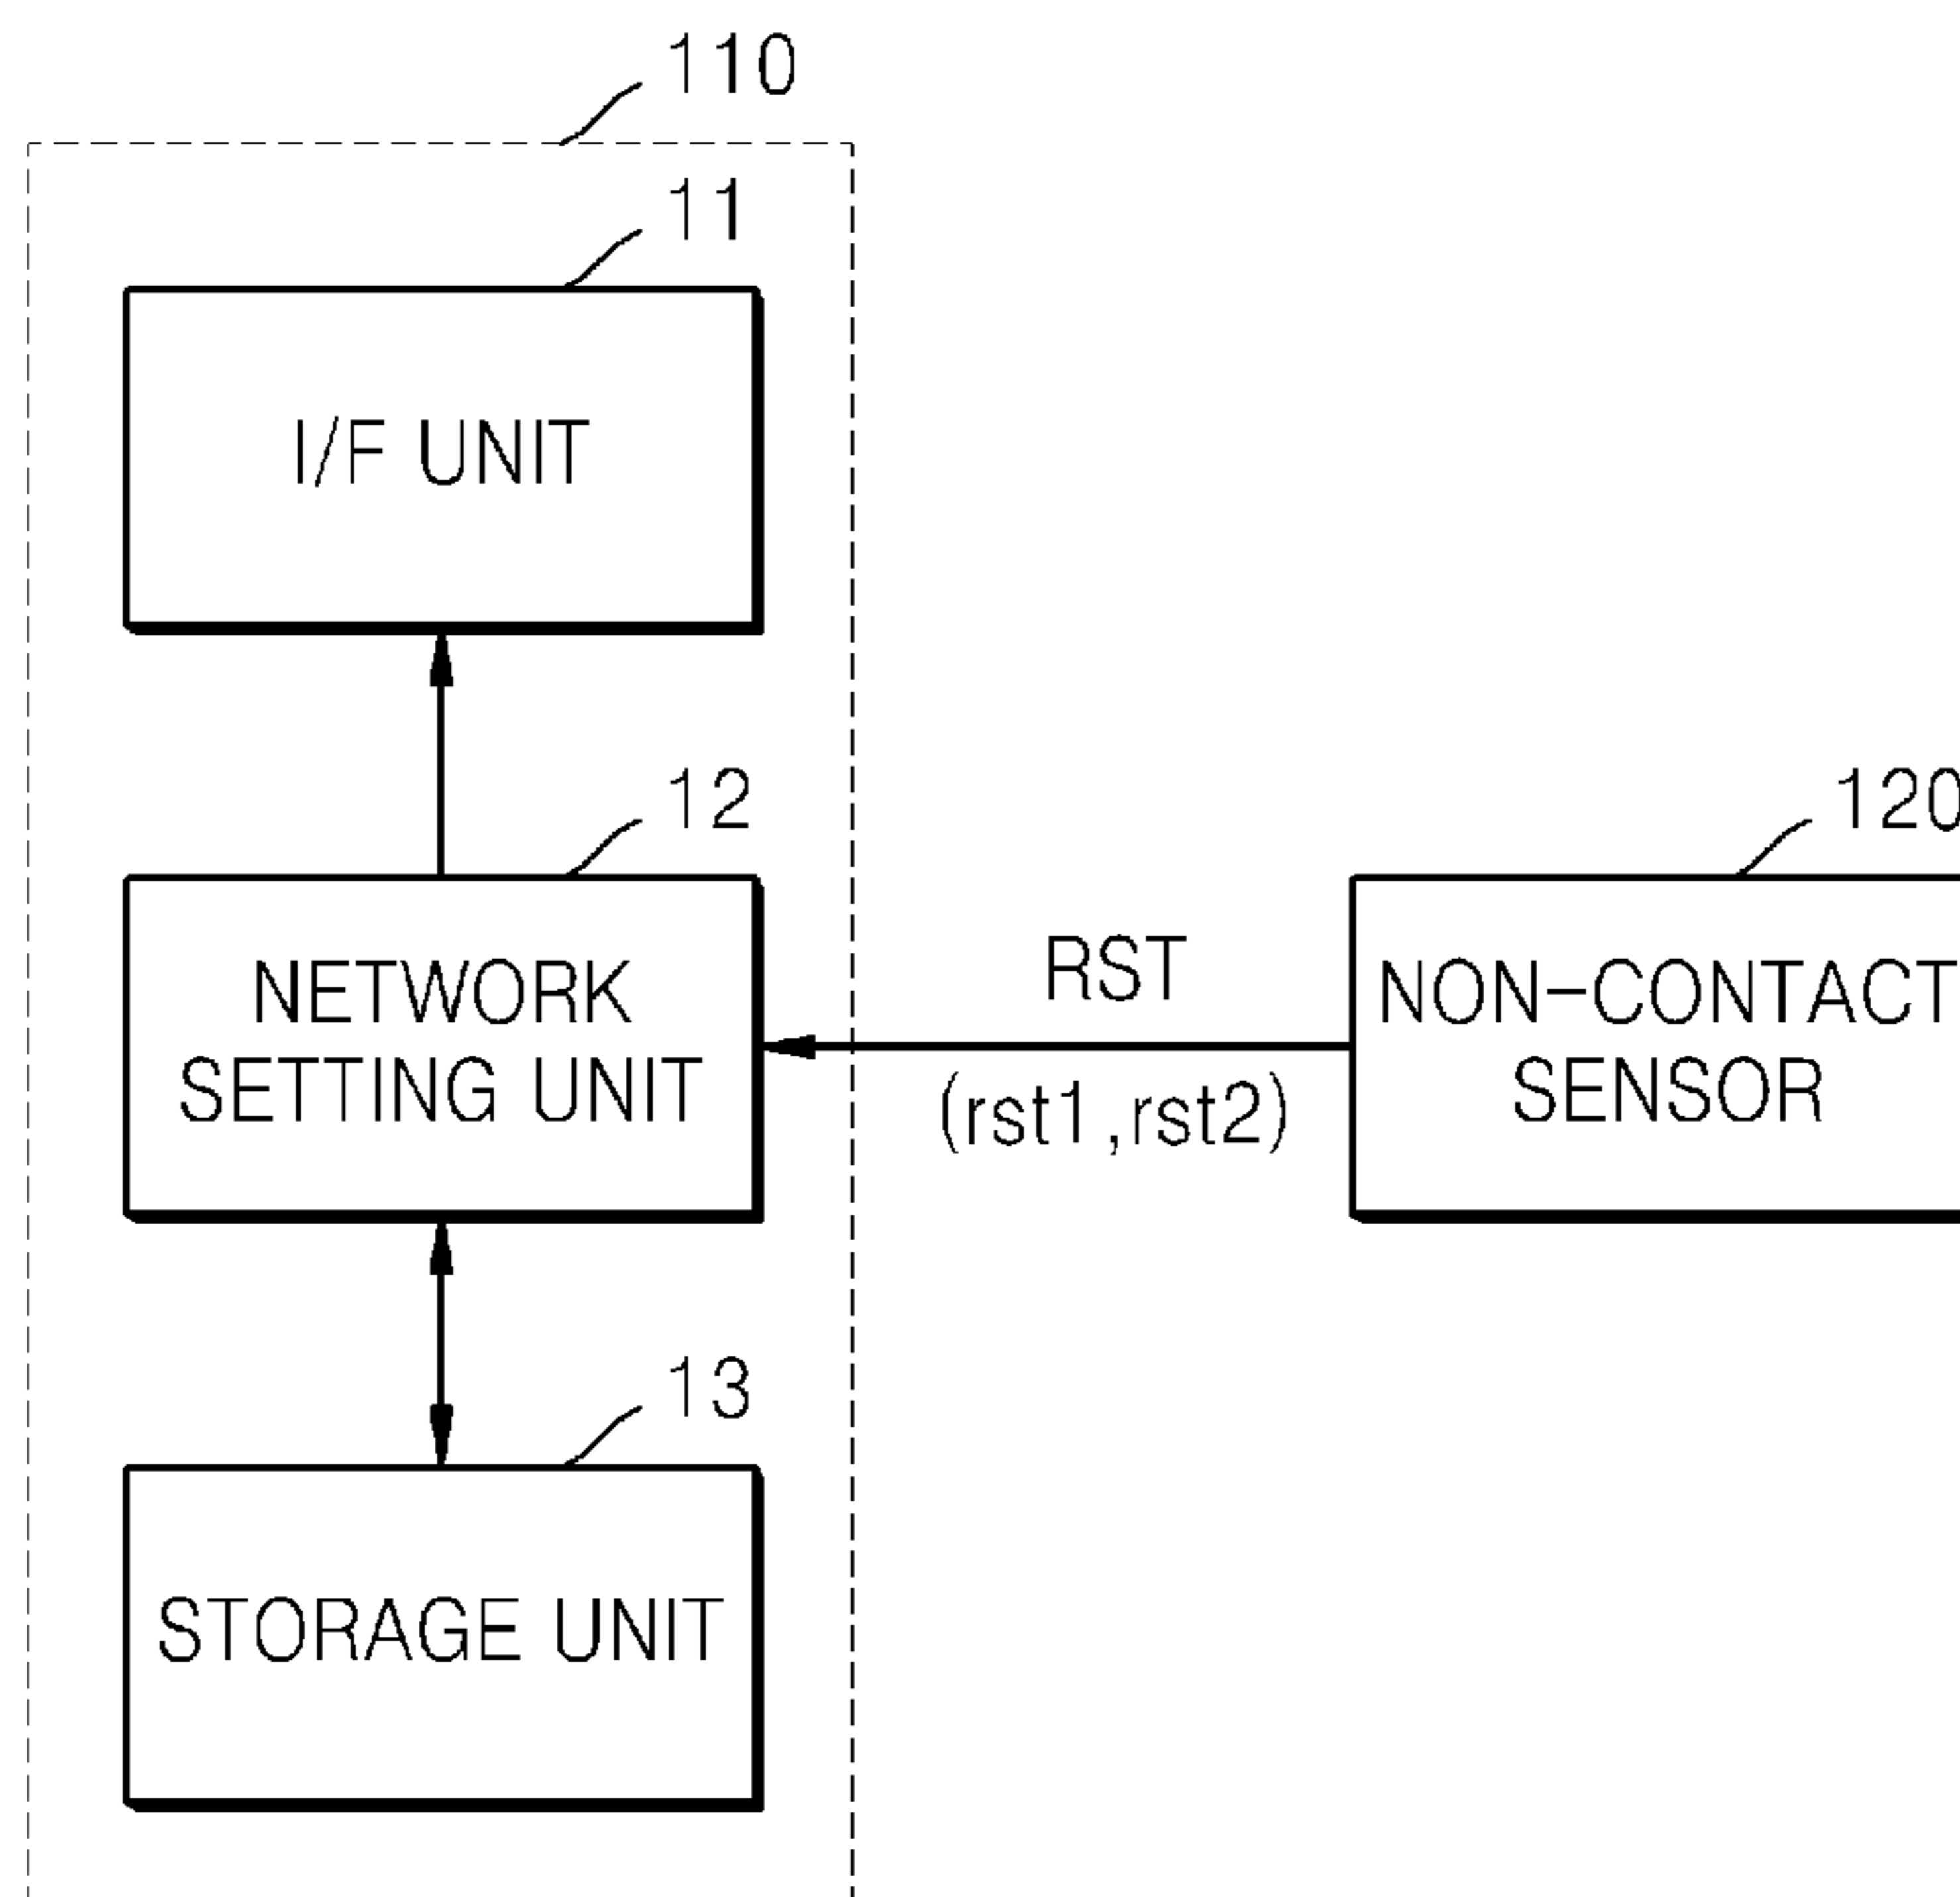 110
11
I/F UNIT
12
120
NETWORK
SETTING UNIT
RST
(rst1,rst2)
NON-CONTACT
SENSOR
13
STORAGE UNIT